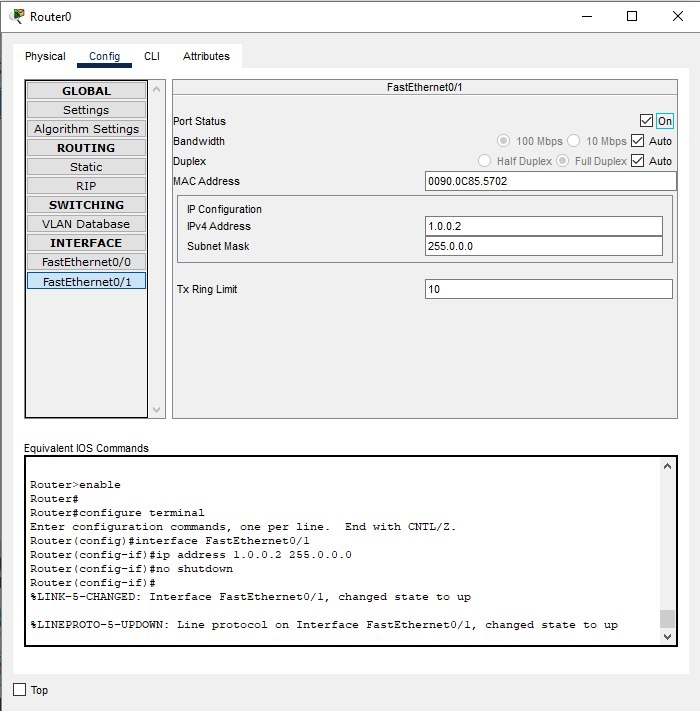 Router0
Physical Config CLI Attributes
GLOBAL
Settings
Algorithm Settings
ROUTING
Static
RIP
SWITCHING
VLAN Database
INTERFACE
FastEthernet0/0
FastEthernet0/1
FastEthernet0/1
Port Status On
Bandwidth 100 Mbps 10 Mbps Auto
Duplex Half Duplex Full Duplex Auto
MAC Address 0090.0C85.5702
IP Configuration
IPv4 Address 1.0.0.2
Subnet Mask 255.0.0.0
Tx Ring Limit 10
Equivalent IOS Commands
Router>enable
Router#
Router#configure terminal
Enter configuration commands, one per line. End with CNTL/Z.
Router(config)#interface FastEthernet0/1
Router(config-if)#ip address 1.0.0.2 255.0.0.0
Router(config-if)#no shutdown
Router(config-if)#
%LINK-5-CHANGED: Interface FastEthernet0/1, changed state to up
%LINEPROTO-5-UPDOWN: Line protocol on Interface FastEthernet0/1, changed state to up
Top